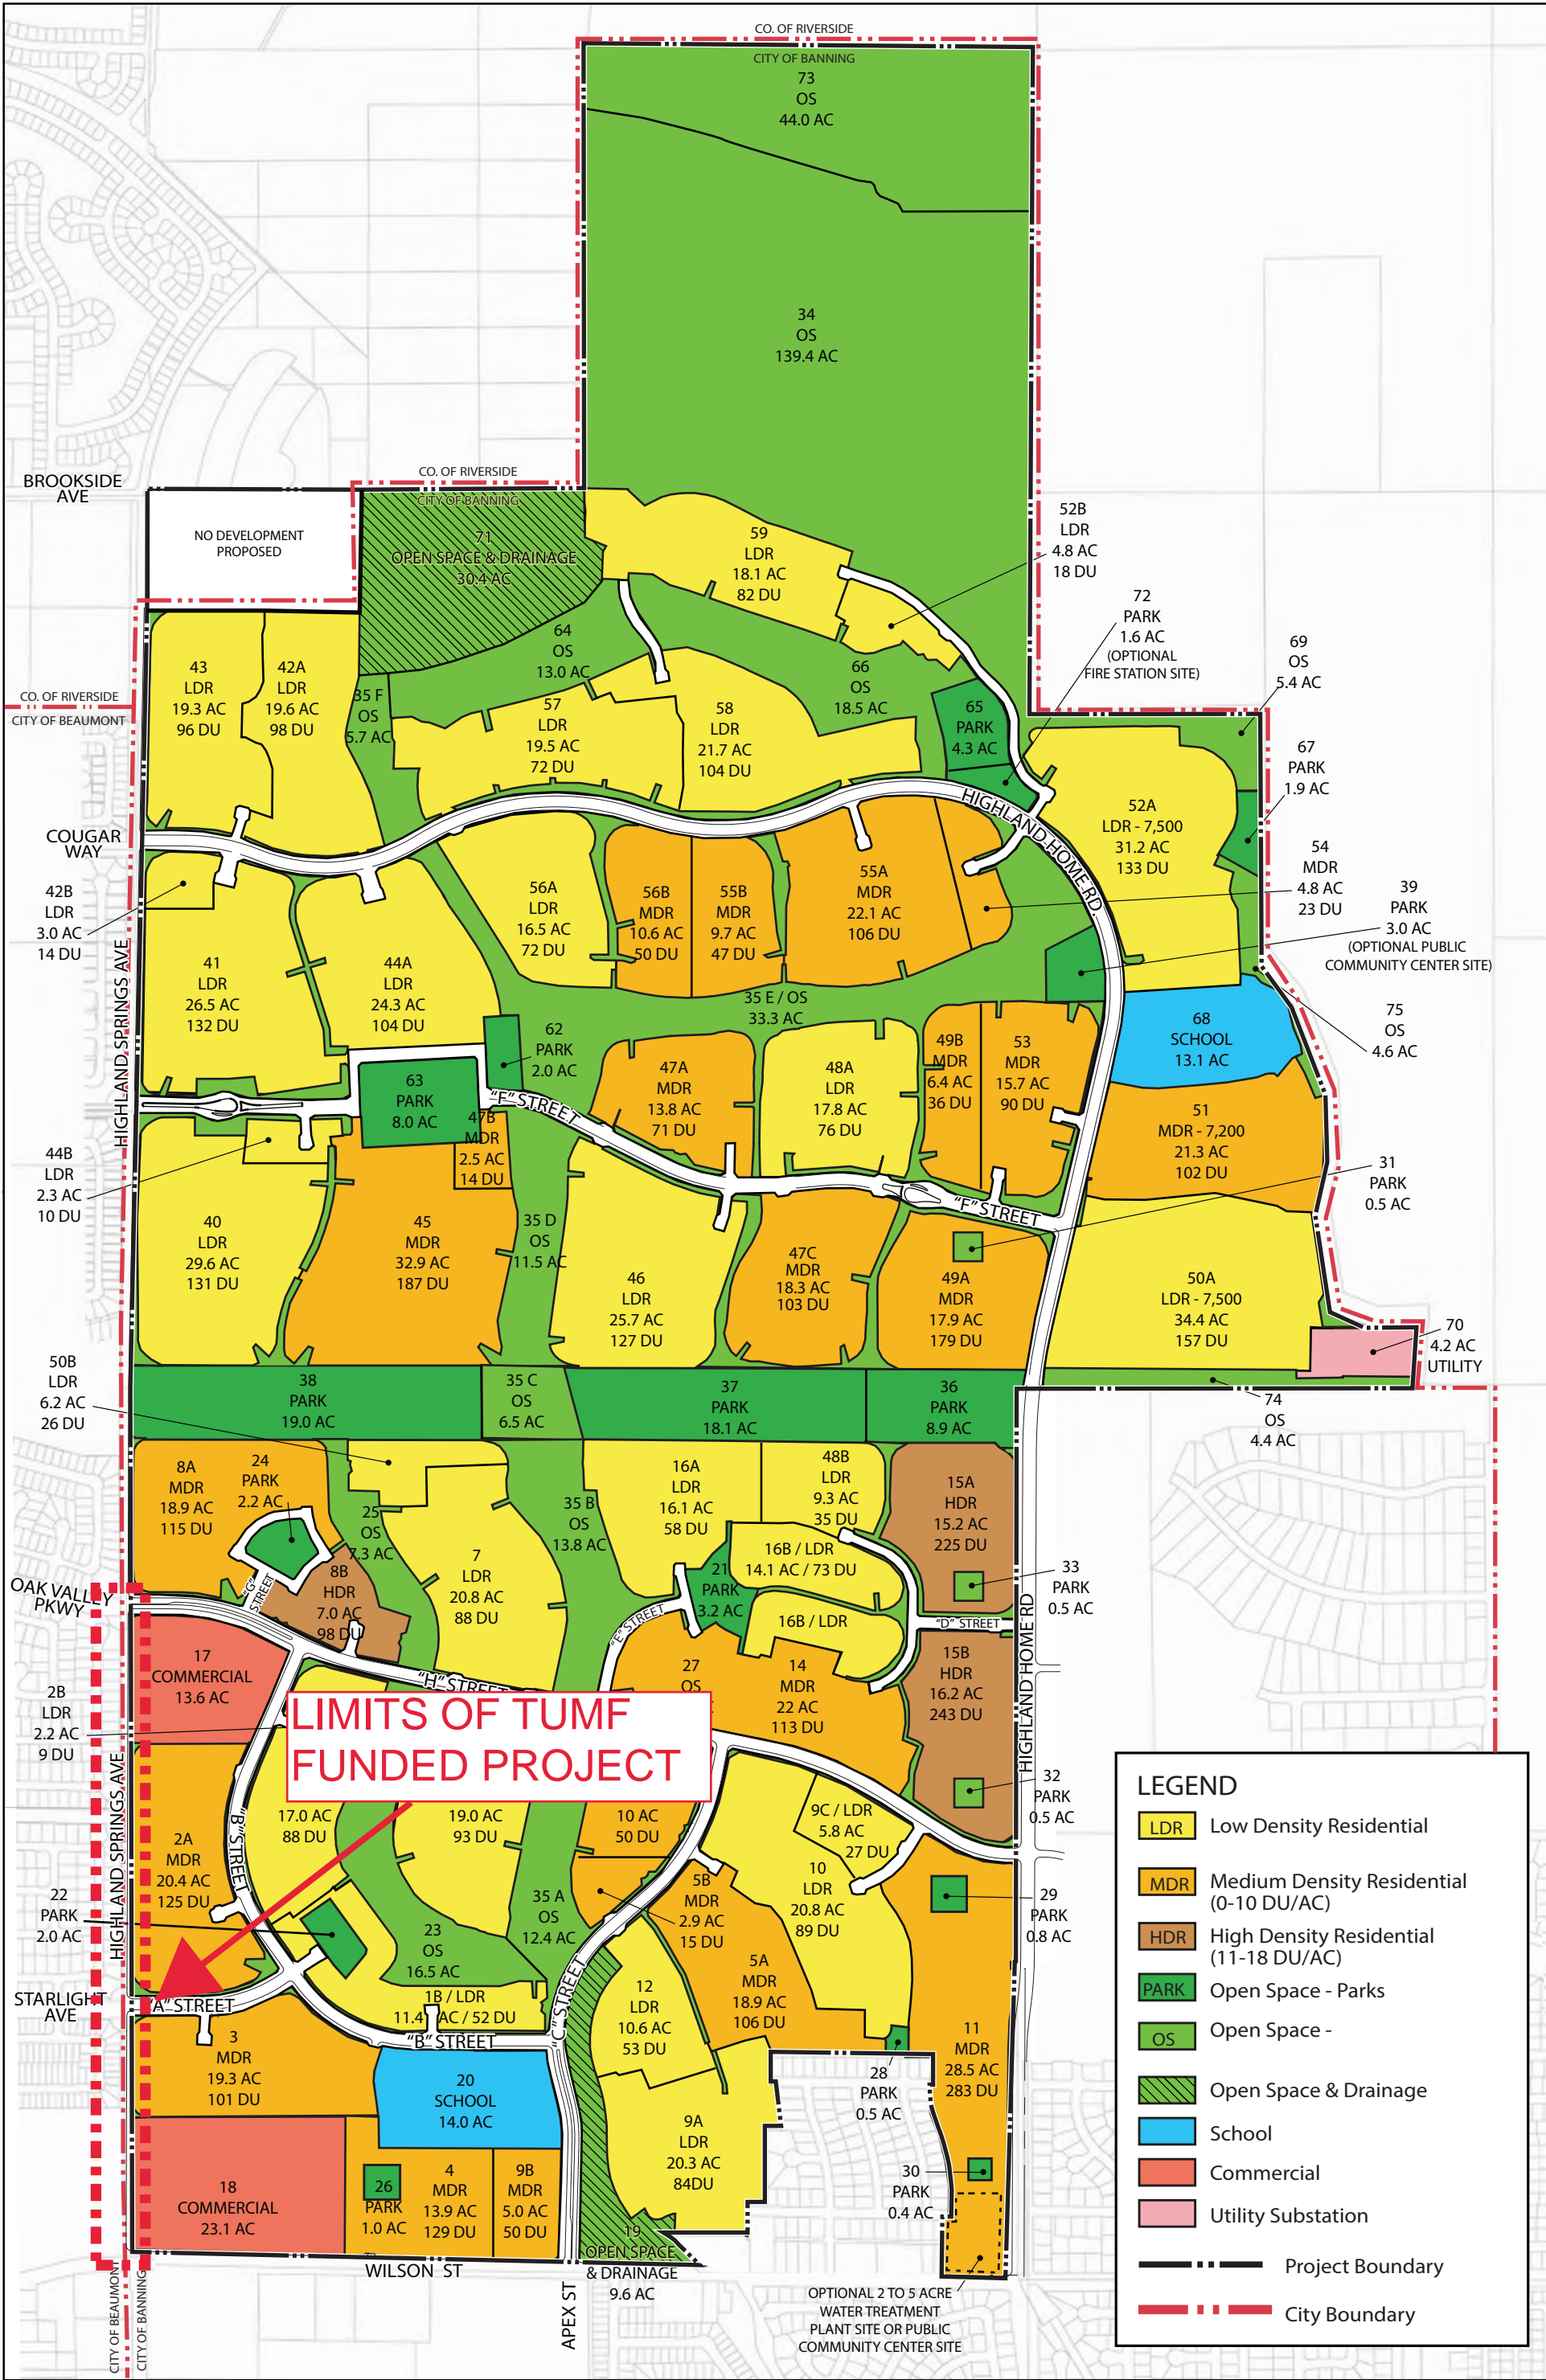 CO. OF RIVERSIDE
CITY OF BANNING
73
OS
44.0 AC
34
OS
139.4 AC
BROOKSIDE
AVE
CO. OF RIVERSIDE
CITY OF BANNING
NO DEVELOPMENT
PROPOSED
71
OPEN SPACE & DRAINAGE
30.4 AC
59
LDR
18.1 AC
82 DU
52B
LDR
4.8 AC
18 DU
72
PARK
1.6 AC
(OPTIONAL
FIRE STATION SITE)
69
OS
5.4 AC
64
OS
13.0 AC
66
OS
18.5 AC
65
PARK
4.3 AC
67
PARK
1.9 AC
CO. OF RIVERSIDE
CITY OF BEAUMONT
43
LDR
19.3 AC
96 DU
42A
LDR
19.6 AC
98 DU
35 F
OS
5.7 AC
57
LDR
19.5 AC
72 DU
58
LDR
21.7 AC
104 DU
HIGHLAND HOME RD.
52A
LDR - 7,500
31.2 AC
133 DU
54
MDR
4.8 AC
23 DU
39
PARK
3.0 AC
(OPTIONAL PUBLIC
COMMUNITY CENTER SITE)
COUGAR
WAY
42B
LDR
3.0 AC
14 DU
HIGHLAND SPRINGS AVE
41
LDR
26.5 AC
132 DU
44A
LDR
24.3 AC
104 DU
56A
LDR
16.5 AC
72 DU
56B
MDR
10.6 AC
50 DU
55B
MDR
9.7 AC
47 DU
55A
MDR
22.1 AC
106 DU
35 E / OS
33.3 AC
68
SCHOOL
13.1 AC
75
OS
4.6 AC
62
PARK
2.0 AC
63
PARK
8.0 AC
"F" STREET
47B
MDR
2.5 AC
14 DU
47A
MDR
13.8 AC
71 DU
48A
LDR
17.8 AC
76 DU
49B
MDR
6.4 AC
36 DU
53
MDR
15.7 AC
90 DU
51
MDR - 7,200
21.3 AC
102 DU
31
PARK
0.5 AC
44B
LDR
2.3 AC
10 DU
40
LDR
29.6 AC
131 DU
45
MDR
32.9 AC
187 DU
35 D
OS
11.5 AC
46
LDR
25.7 AC
127 DU
47C
MDR
18.3 AC
103 DU
"F" STREET
49A
MDR
17.9 AC
179 DU
50A
LDR - 7,500
34.4 AC
157 DU
70
4.2 AC
UTILITY
50B
LDR
6.2 AC
26 DU
38
PARK
19.0 AC
35 C
OS
6.5 AC
37
PARK
18.1 AC
36
PARK
8.9 AC
74
OS
4.4 AC
8A
MDR
18.9 AC
115 DU
24
PARK
2.2 AC
25
OS
7.3 AC
7
LDR
20.8 AC
88 DU
35 B
OS
13.8 AC
16A
LDR
16.1 AC
58 DU
48B
LDR
9.3 AC
35 DU
15A
HDR
15.2 AC
225 DU
16B / LDR
14.1 AC / 73 DU
21
PARK
3.2 AC
16B / LDR
33
PARK
0.5 AC
OAK VALLEY
PKWY
"G"
STREET
8B
HDR
7.0 AC
98 DU
"E" STREET
"D" STREET
HIGHLAND HOME RD
17
COMMERCIAL
13.6 AC
"H" STREET
27
OS
14
MDR
22 AC
113 DU
15B
HDR
16.2 AC
243 DU
2B
LDR
2.2 AC
9 DU
LIMITS OF TUMF
FUNDED PROJECT
HIGHLAND SPRINGS AVE
"B" STREET
17.0 AC
88 DU
19.0 AC
93 DU
10 AC
50 DU
9C / LDR
5.8 AC
27 DU
32
PARK
0.5 AC
2A
MDR
20.4 AC
125 DU
22
PARK
2.0 AC
23
OS
16.5 AC
35 A
OS
12.4 AC
5B
MDR
2.9 AC
15 DU
10
LDR
20.8 AC
89 DU
29
PARK
0.8 AC
STARLIGHT
AVE
"A" STREET
1B / LDR
11.4 AC / 52 DU
"B" STREET
"C" STREET
12
LDR
10.6 AC
53 DU
5A
MDR
18.9 AC
106 DU
11
MDR
28.5 AC
283 DU
3
MDR
19.3 AC
101 DU
20
SCHOOL
14.0 AC
28
PARK
0.5 AC
9A
LDR
20.3 AC
84DU
30
PARK
0.4 AC
18
COMMERCIAL
23.1 AC
26
PARK
1.0 AC
4
MDR
13.9 AC
129 DU
9B
MDR
5.0 AC
50 DU
19
OPEN SPACE
& DRAINAGE
9.6 AC
WILSON ST
APEX ST
CITY OF BEAUMONT
CITY OF BANNING
OPTIONAL 2 TO 5 ACRE
WATER TREATMENT
PLANT SITE OR PUBLIC
COMMUNITY CENTER SITE
LEGEND
LDR Low Density Residential
MDR Medium Density Residential
(0-10 DU/AC)
HDR High Density Residential
(11-18 DU/AC)
PARK Open Space - Parks
OS Open Space -
Open Space & Drainage
School
Commercial
Utility Substation
Project Boundary
City Boundary